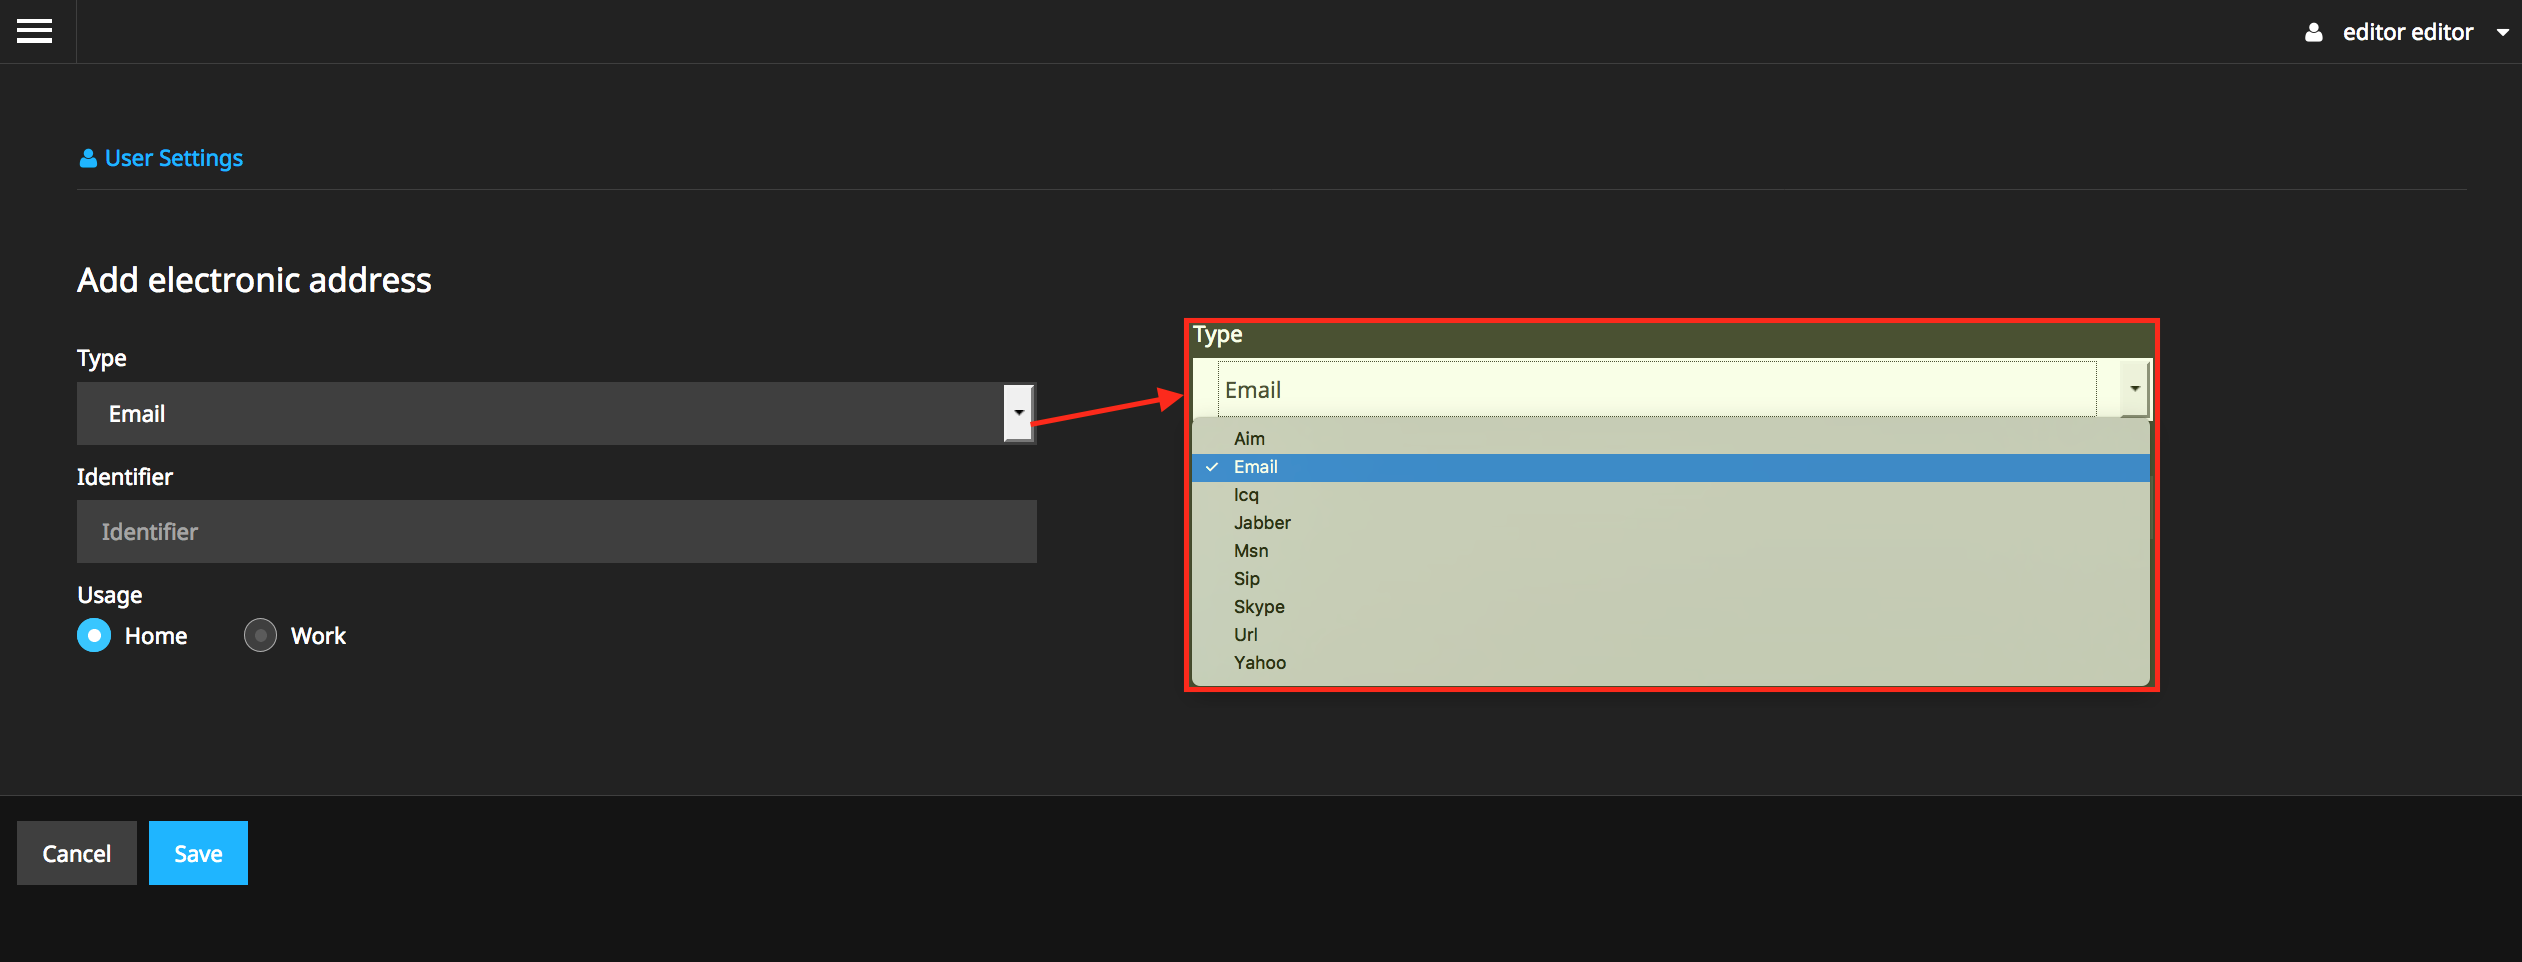 editor editor
User Settings
Add electronic address
Type
Email
Identifier
Identifier
Usage
Home Work
Type
Email
Aim
Email
Icq
Jabber
Msn
Sip
Skype
Url
Yahoo
Cancel Save